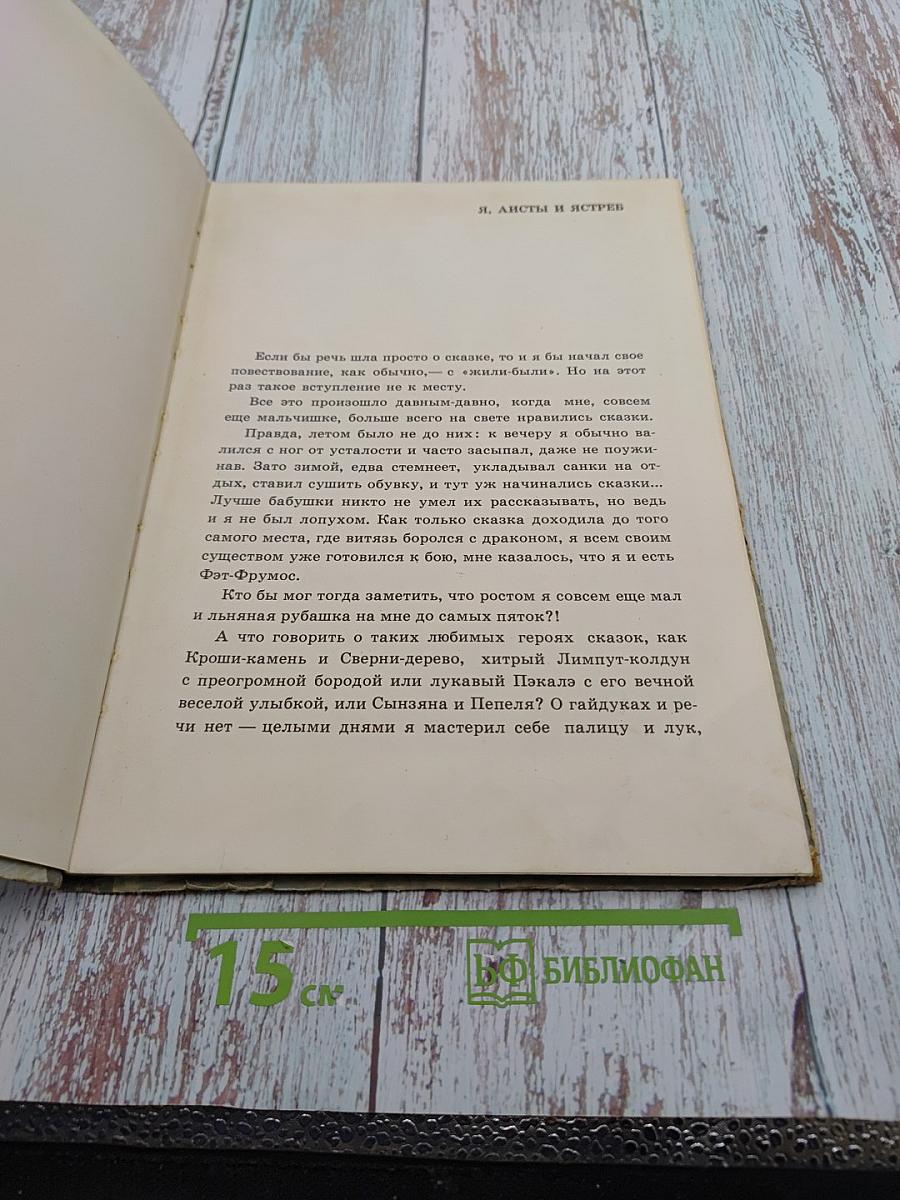 Я, АИСТЫ И ЯСТРЕБ
Если бы речь шла просто о сказке, то и я бы начал свое
повествование, как обычно,— с «жили-были». Но на этот
раз такое вступление не к месту.
Все это произошло давным-давно, когда мне, совсем
еще мальчишке, больше всего на свете нравились сказки.
Правда, летом было не до них: к вечеру я обычно ва-
лился с ног от усталости и часто засыпал, даже не поужи-
нав. Зато зимой, едва стемнеет, укладывал санки на от-
дых, ставил сушить обувку, и тут уж начинались сказки...
Лучше бабушки никто не умел их рассказывать, но ведь
и я не был лопухом. Как только сказка доходила до того
самого места, где витязь боролся с драконом, я всем своим
существом уже готовился к бою, мне казалось, что я и есть
Фэт-Фрумос.
Кто бы мог тогда заметить, что ростом я совсем еще мал
и льняная рубашка на мне до самых пяток?!
А что говорить о таких любимых героях сказок, как
Кроши-камень и Сверни-дерево, хитрый Лимпут-колдун
с преогромной бородой или лукавый Пэкалэ с его вечной
веселой улыбкой, или Сынзяна и Пепеля? О гайдуках и ре-
чи нет — целыми днями я мастерил себе палицу и лук,
15 см БФ БИБЛИОФАН